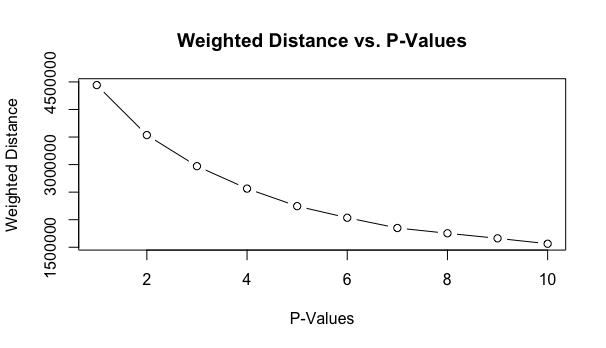 Weighted Distance vs. P-Values
Weighted Distance
4500000
3000000
1500000
2 4 6 8 10
P-Values